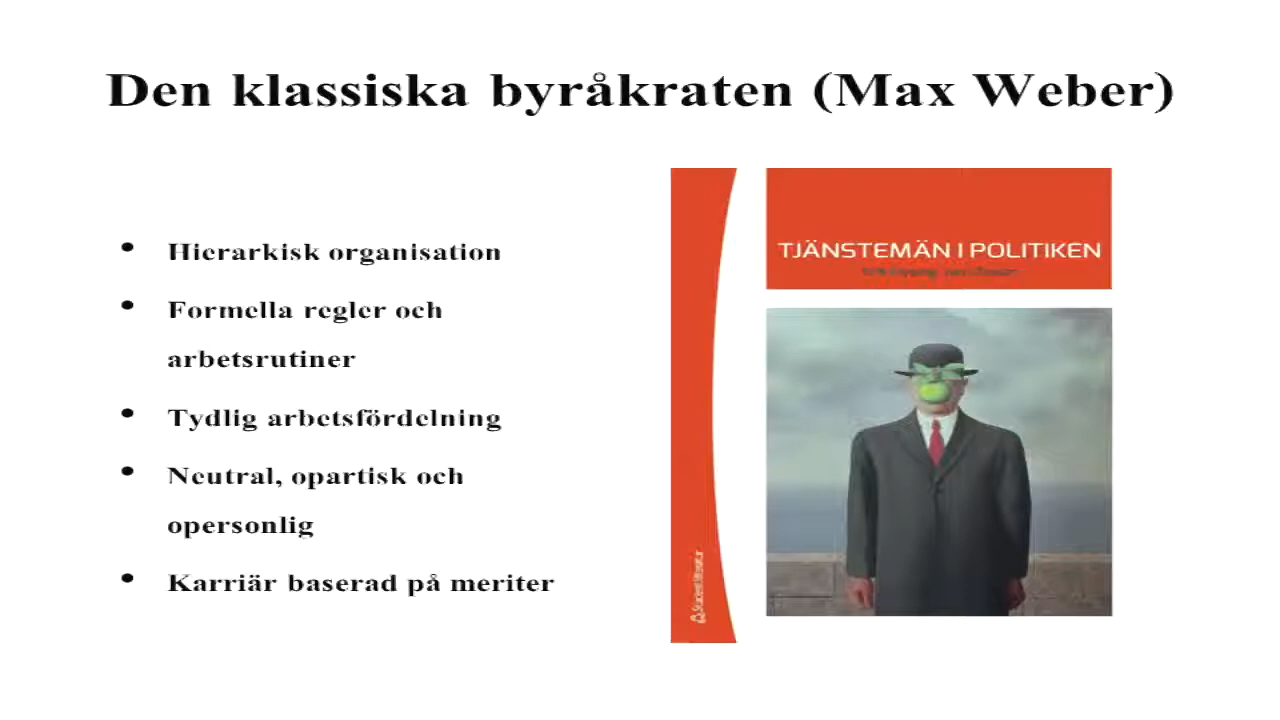 Den klassiska byråkraten (Max Weber)
• Hierarkisk organisation
• Formella regler och
arbetsrutiner
• Tydlig arbetsfördelning
• Neutral, opartisk och
opersonlig
• Karriär baserad på meriter
TJÄNSTEMÄN I POLITIKEN
Studentlitteratur